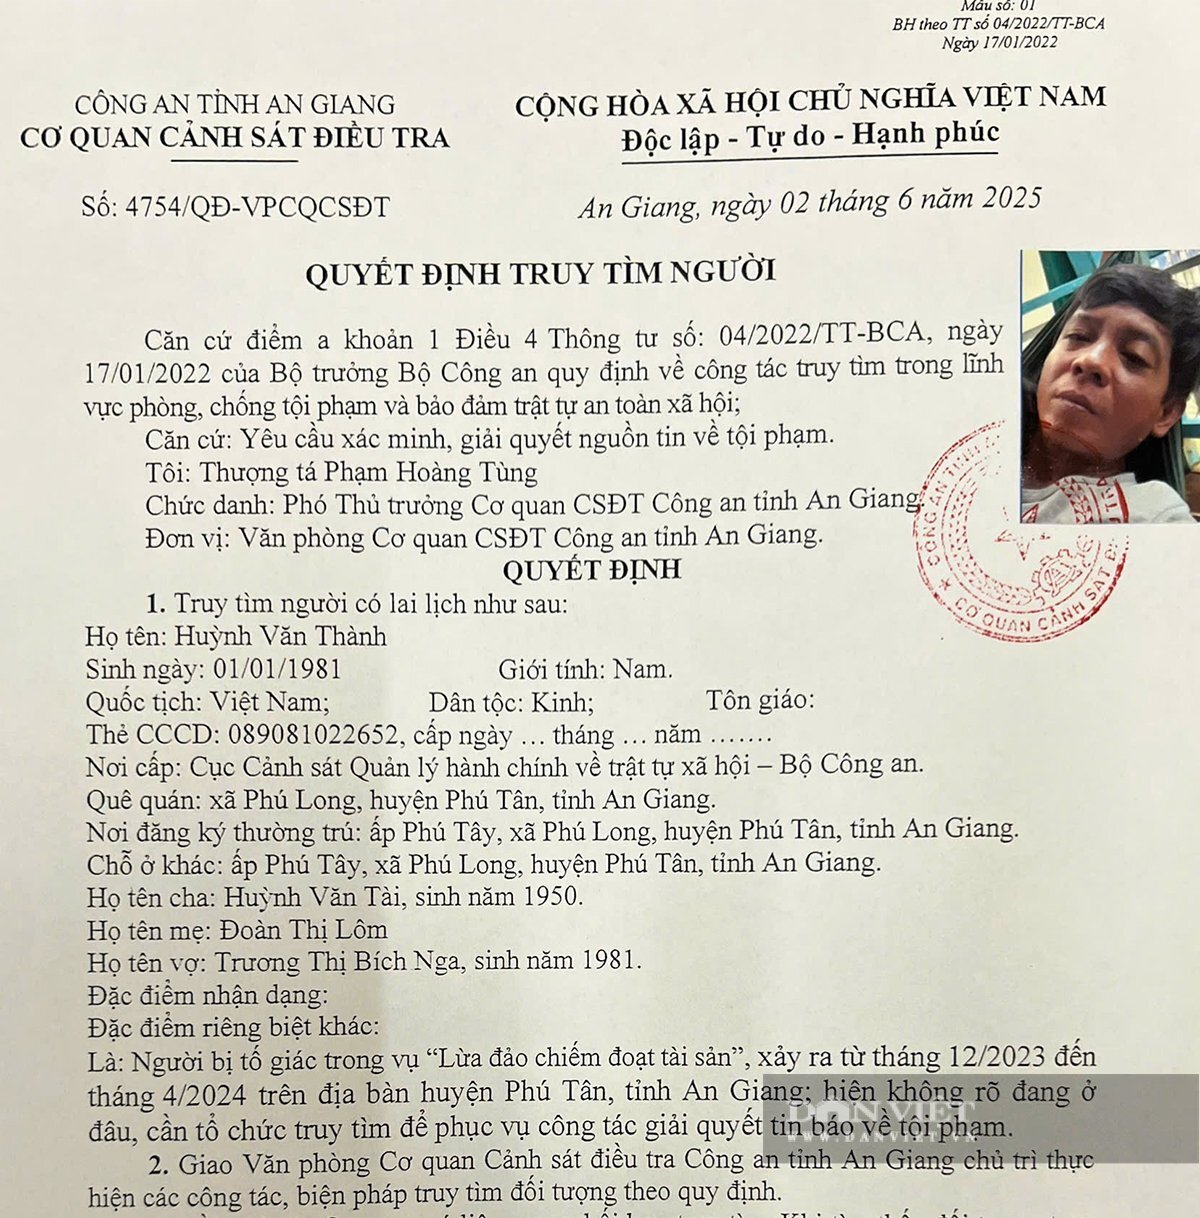 Mẫu số: 01
BH theo TT số 04/2022/TT-BCA
Ngày 17/01/2022
CÔNG AN TỈNH AN GIANG
CƠ QUAN CẢNH SÁT ĐIỀU TRA
CỘNG HÒA XÃ HỘI CHỦ NGHĨA VIỆT NAM
Độc lập - Tự do - Hạnh phúc
Số: 4754/QĐ-VPCQCSĐT
An Giang, ngày 02 tháng 6 năm 2025
QUYẾT ĐỊNH TRUY TÌM NGƯỜI
Căn cứ điểm a khoản 1 Điều 4 Thông tư số: 04/2022/TT-BCA, ngày
17/01/2022 của Bộ trưởng Bộ Công an quy định về công tác truy tìm trong lĩnh
vực phòng, chống tội phạm và bảo đảm trật tự an toàn xã hội;
Căn cứ: Yêu cầu xác minh, giải quyết nguồn tin về tội phạm.
Tôi: Thượng tá Phạm Hoàng Tùng
Chức danh: Phó Thủ trưởng Cơ quan CSĐT Công an tỉnh An Giang.
Đơn vị: Văn phòng Cơ quan CSĐT Công an tỉnh An Giang.
QUYẾT ĐỊNH
1. Truy tìm người có lai lịch như sau:
Họ tên: Huỳnh Văn Thành
Sinh ngày: 01/01/1981 Giới tính: Nam.
Quốc tịch: Việt Nam; Dân tộc: Kinh; Tôn giáo:
Thẻ CCCD: 089081022652, cấp ngày … tháng … năm …….
Nơi cấp: Cục Cảnh sát Quản lý hành chính về trật tự xã hội – Bộ Công an.
Quê quán: xã Phú Long, huyện Phú Tân, tỉnh An Giang.
Nơi đăng ký thường trú: ấp Phú Tây, xã Phú Long, huyện Phú Tân, tỉnh An Giang.
Chỗ ở khác: ấp Phú Tây, xã Phú Long, huyện Phú Tân, tỉnh An Giang.
Họ tên cha: Huỳnh Văn Tài, sinh năm 1950.
Họ tên mẹ: Đoàn Thị Lôm
Họ tên vợ: Trương Thị Bích Nga, sinh năm 1981.
Đặc điểm nhận dạng:
Đặc điểm riêng biệt khác:
Là: Người bị tố giác trong vụ “Lừa đảo chiếm đoạt tài sản”, xảy ra từ tháng 12/2023 đến
tháng 4/2024 trên địa bàn huyện Phú Tân, tỉnh An Giang; hiện không rõ đang ở
đâu, cần tổ chức truy tìm để phục vụ công tác giải quyết tin báo về tội phạm.
DÂN VIỆT
WWW.DANVIET.VN
2. Giao Văn phòng Cơ quan Cảnh sát điều tra Công an tỉnh An Giang chủ trì thực
hiện các công tác, biện pháp truy tìm đối tượng theo quy định.
CÔNG AN TỈNH
CƠ QUAN CẢNH SÁT